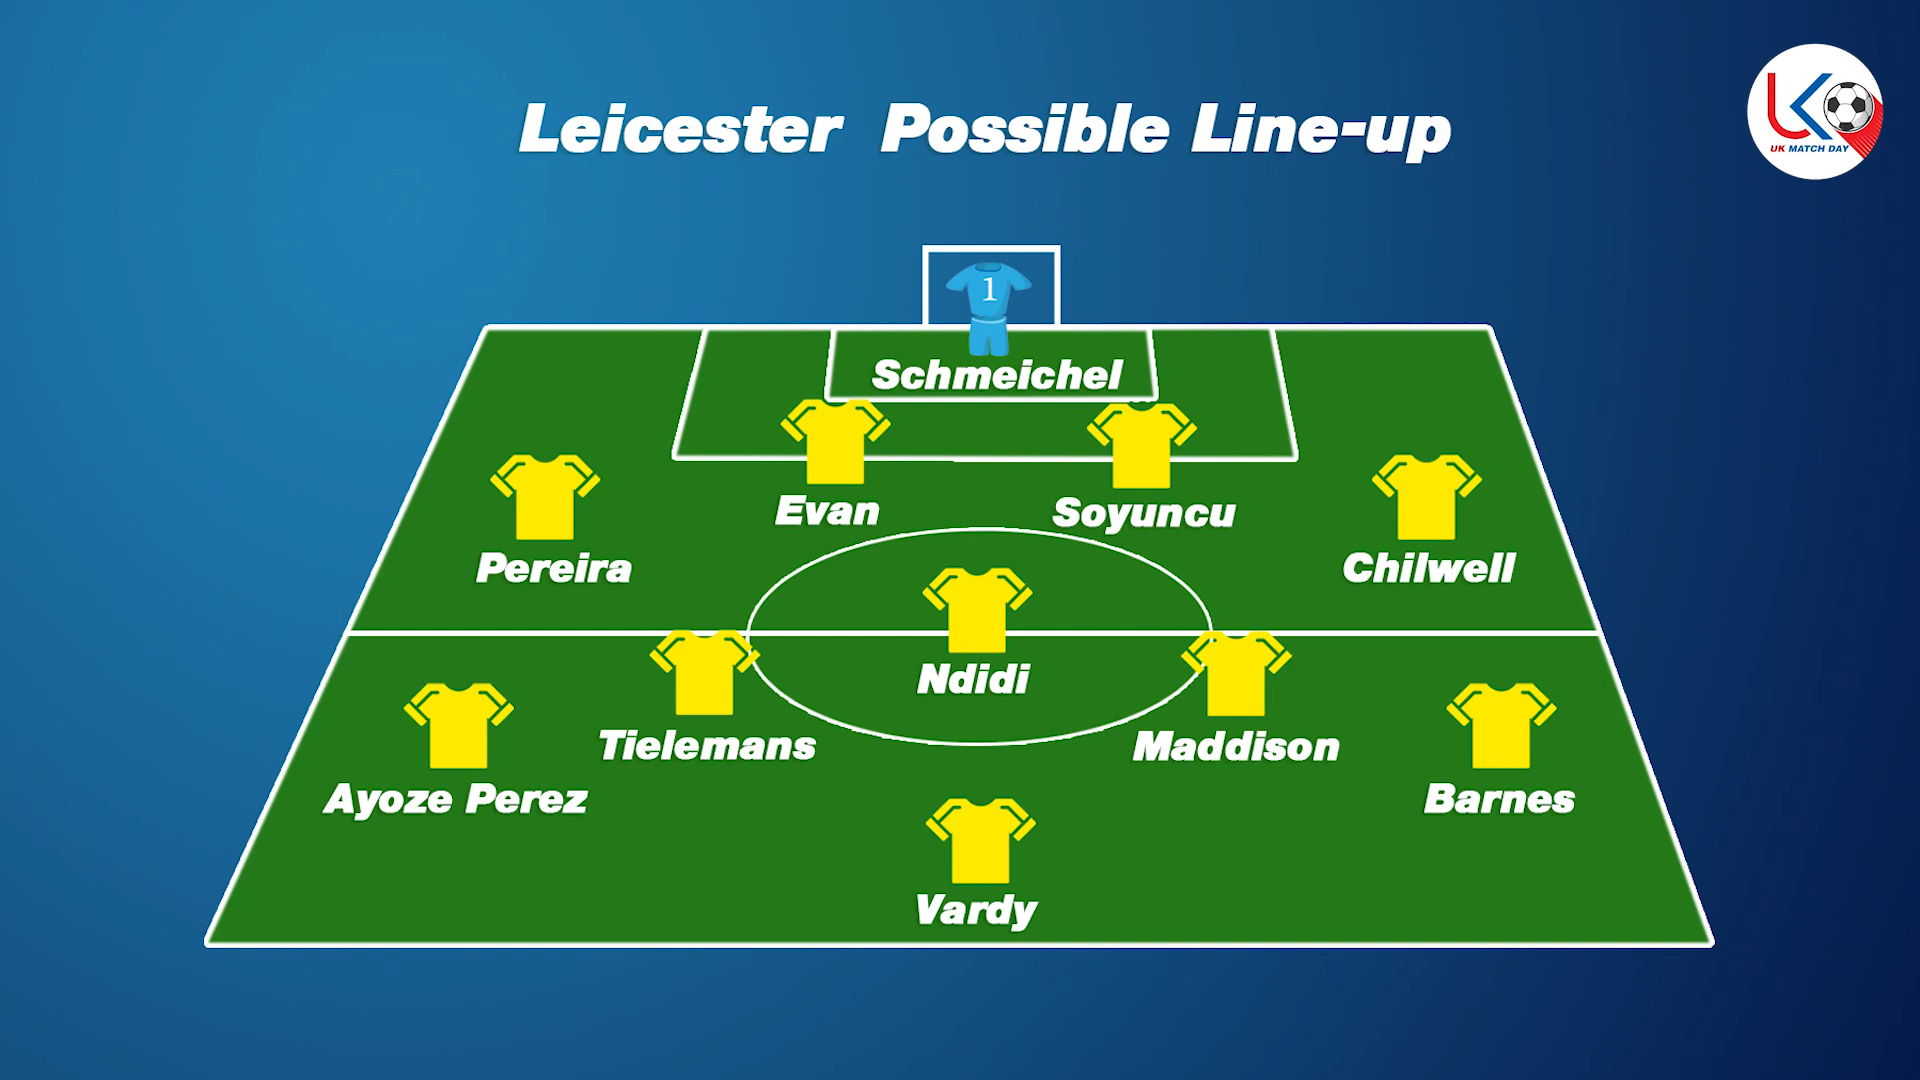 Leicester Possible Line-up
UK MATCH DAY
1
Schmeichel
Evan
Soyuncu
Pereira
Chilwell
Ndidi
Tielemans
Maddison
Ayoze Perez
Barnes
Vardy